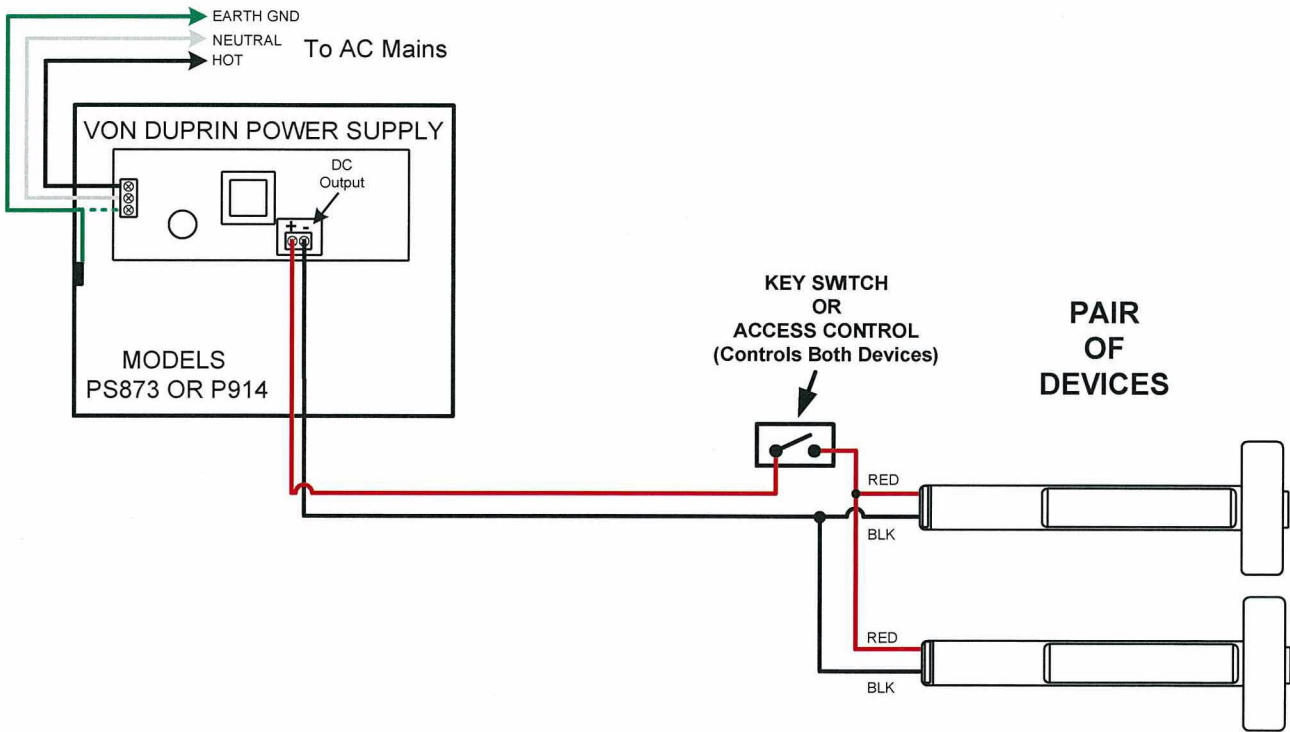 EARTH GND
NEUTRAL
HOT
To AC Mains
VON DUPRIN POWER SUPPLY
DC
Output
+ -
MODELS
PS873 OR P914
KEY SWITCH
OR
ACCESS CONTROL
(Controls Both Devices)
PAIR
OF
DEVICES
RED
BLK
RED
BLK